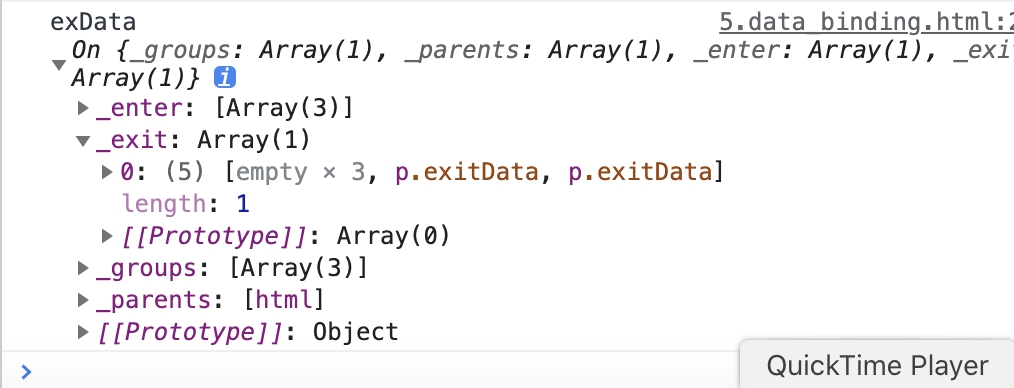 exData 5.data_binding.html:2
On {_groups: Array(1), _parents: Array(1), _enter: Array(1), _exi
Array(1)} i
_enter: [Array(3)]
_exit: Array(1)
0: (5) [empty × 3, p.exitData, p.exitData]
length: 1
[[Prototype]]: Array(0)
_groups: [Array(3)]
_parents: [html]
[[Prototype]]: Object
QuickTime Player